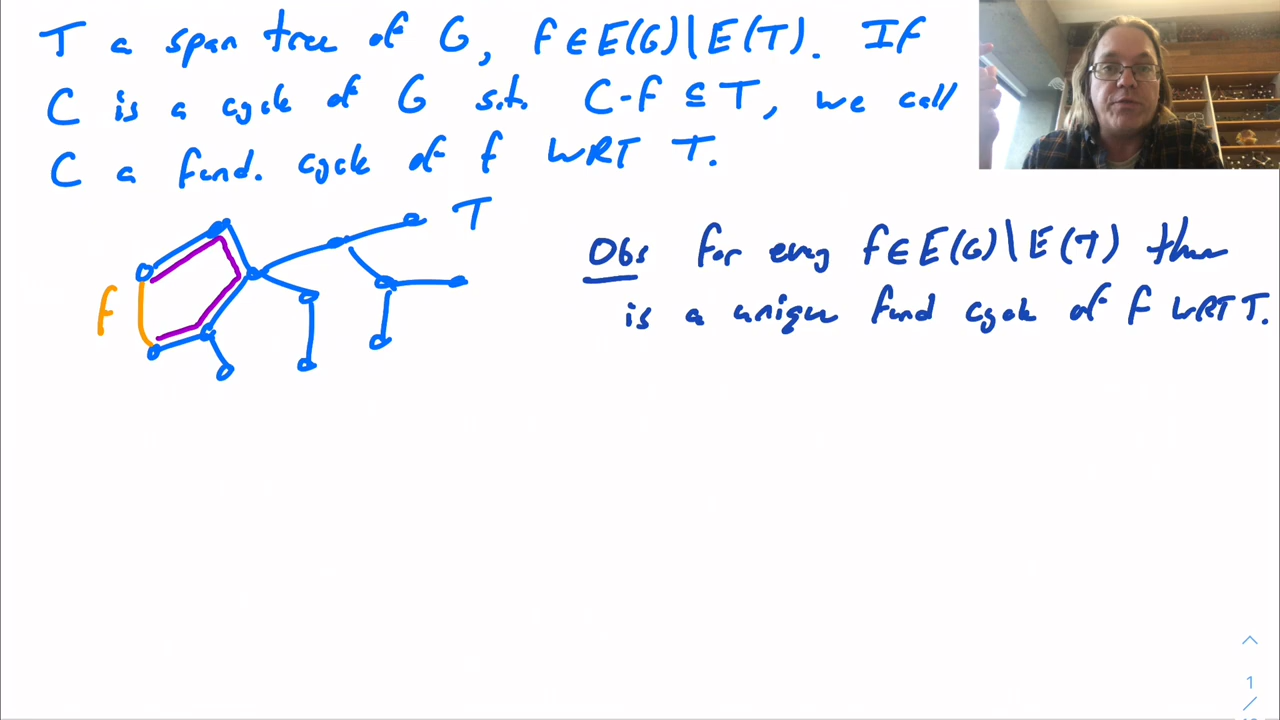 T a span tree of G, f ∈ E(G)\E(T). If
C is a cycle of G s.t. C-f ⊆ T, we call
C a fund. cycle of f WRT T.
T
f
Obs For every f ∈ E(G)\E(T) there
is a unique fund cycle of f WRT T.
1
/